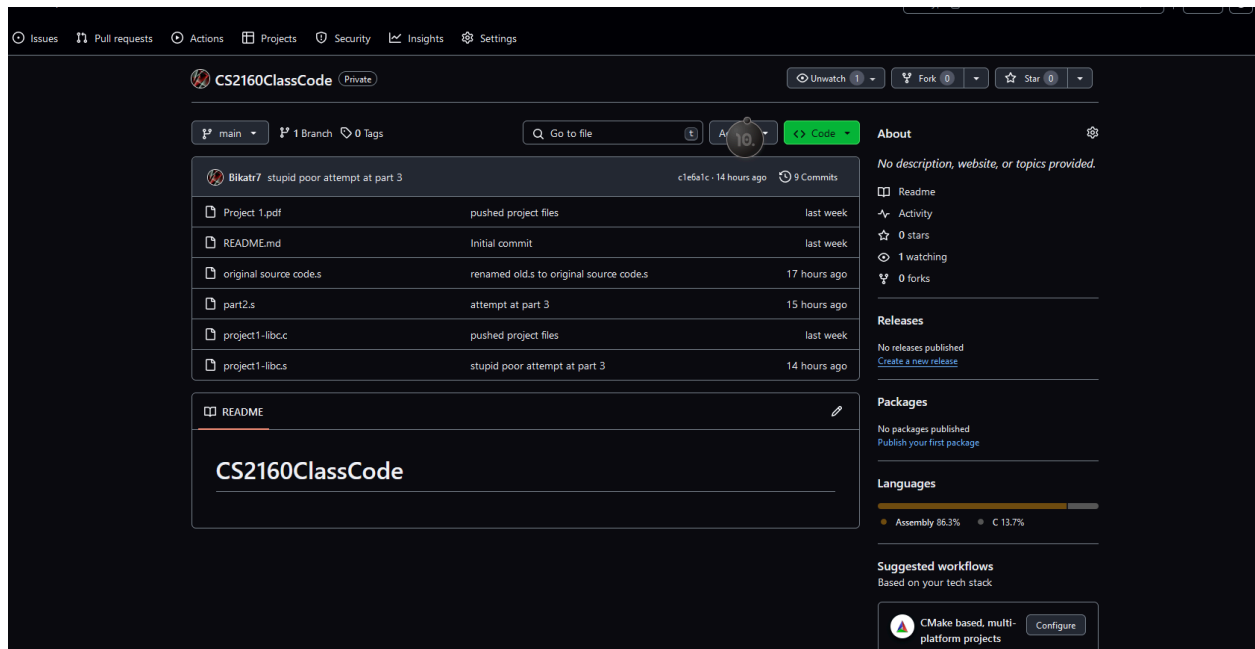 Issues Pull requests Actions Projects Security Insights Settings
CS2160ClassCode Private Unwatch 1 Fork 0 Star 0
main 1 Branch 0 Tags Go to file t 10. Code
Bikatr7 stupid poor attempt at part 3 c1e6a1c · 14 hours ago 9 Commits
Project 1.pdf pushed project files last week
README.md Initial commit last week
original source code.s renamed old.s to original source code.s 17 hours ago
part2.s attempt at part 3 15 hours ago
project1-libc.c pushed project files last week
project1-libc.s stupid poor attempt at part 3 14 hours ago
README
CS2160ClassCode
About
No description, website, or topics provided.
Readme
Activity
0 stars
1 watching
0 forks
Releases
No releases published
Create a new release
Packages
No packages published
Publish your first package
Languages
Assembly 86.3% C 13.7%
Suggested workflows
Based on your tech stack
CMake based, multi-
platform projects
Configure